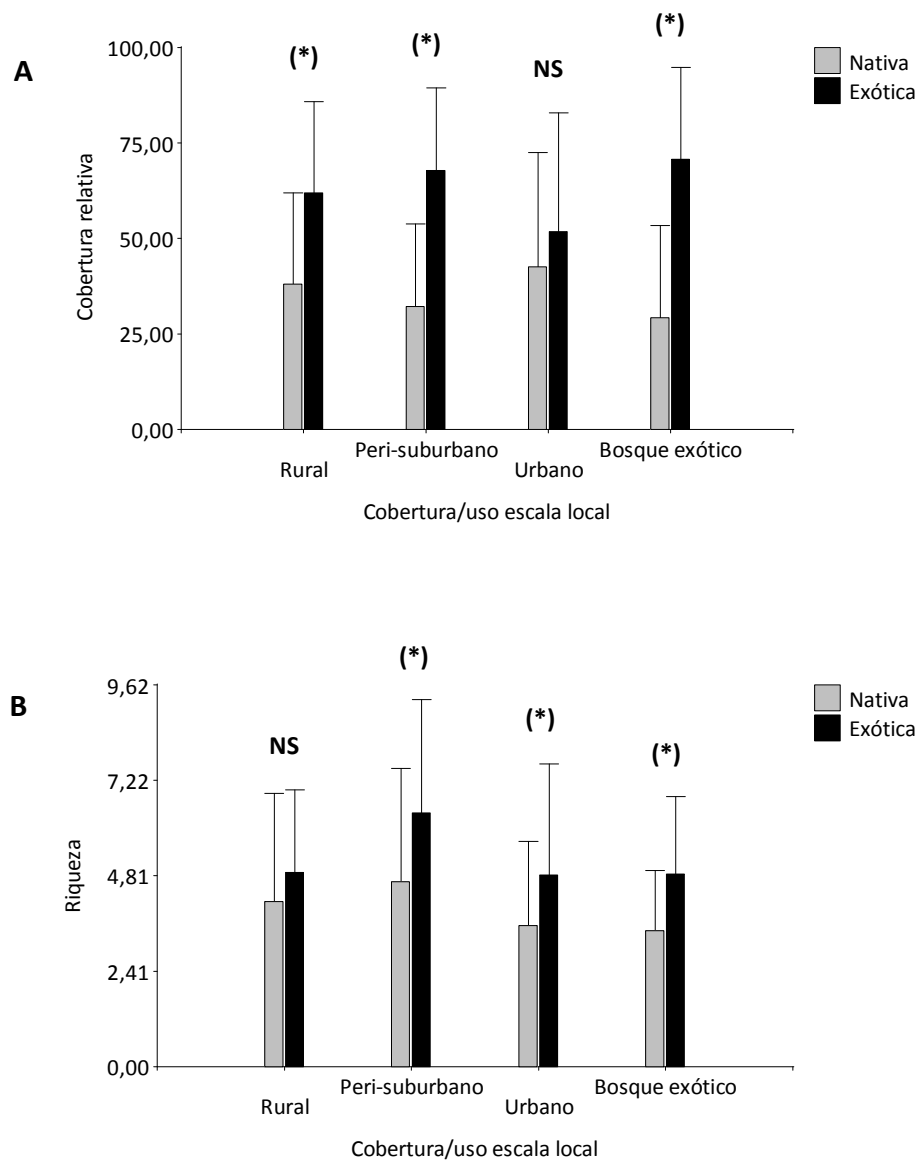 A
(*)
(*)
NS
(*)
Nativa
Exótica
100,00
75,00
50,00
25,00
0,00
Cobertura relativa
Rural
Peri-suburbano
Urbano
Bosque exótico
Cobertura/uso escala local
B
NS
(*)
(*)
(*)
Nativa
Exótica
9,62
7,22
4,81
2,41
0,00
Riqueza
Rural
Peri-suburbano
Urbano
Bosque exótico
Cobertura/uso escala local